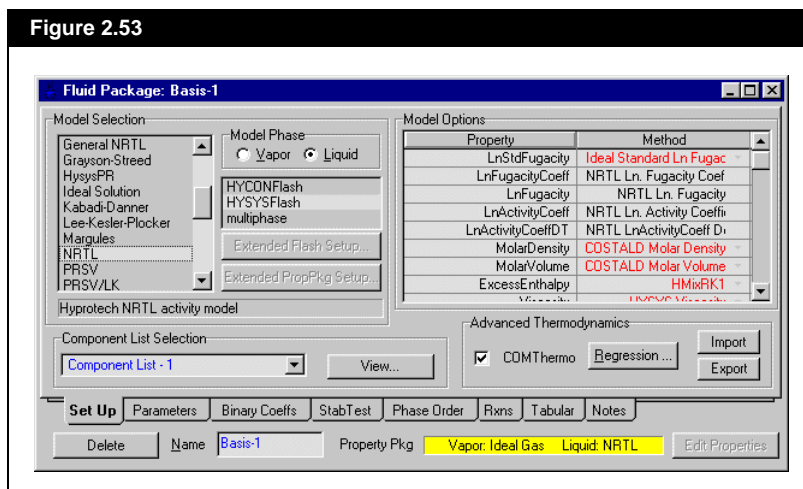 Figure 2.53
Fluid Package: Basis-1
Model Selection
General NRTL
Grayson-Streed
HysysPR
Ideal Solution
Kabadi-Danner
Lee-Kesler-Plocker
Margules
NRTL
PRSV
PRSV/LK
Hyprotech NRTL activity model
Model Phase
Vapor Liquid
HYCONFlash
HYSYSFlash
multiphase
Extended Flash Setup...
Extended PropPkg Setup...
Model Options
Property Method
LnStdFugacity Ideal Standard Ln Fugac
LnFugacityCoeff NRTL Ln. Fugacity Coef
LnFugacity NRTL Ln. Fugacity
LnActivityCoeff NRTL Ln. Activity Coeffi
LnActivityCoeffDT NRTL LnActivityCoeff D
MolarDensity COSTALD Molar Density
MolarVolume COSTALD Molar Volume
ExcessEnthalpy HMixRK1
Viscosity HYSYS Viscosity
Component List Selection
Component List - 1
View...
Advanced Thermodynamics
COMThermo
Regression ...
Import
Export
Set Up Parameters Binary Coeffs StabTest Phase Order Rxns Tabular Notes
Delete Name Basis-1 Property Pkg Vapor: Ideal Gas Liquid: NRTL Edit Properties